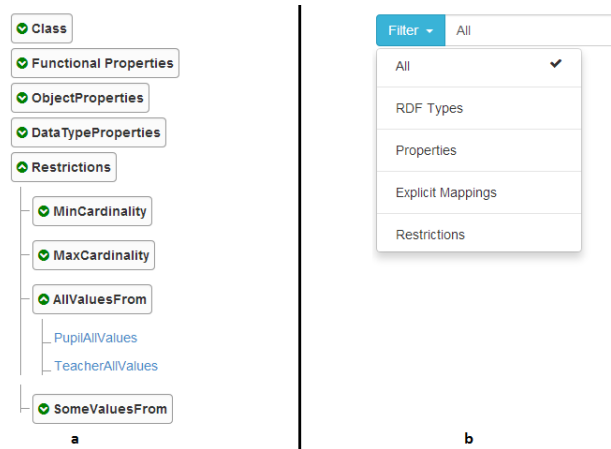 Class
Functional Properties
ObjectProperties
DataTypeProperties
Restrictions
MinCardinality
MaxCardinality
AllValuesFrom
PupilAllValues
TeacherAllValues
SomeValuesFrom
a
Filter All
All
RDF Types
Properties
Explicit Mappings
Restrictions
b